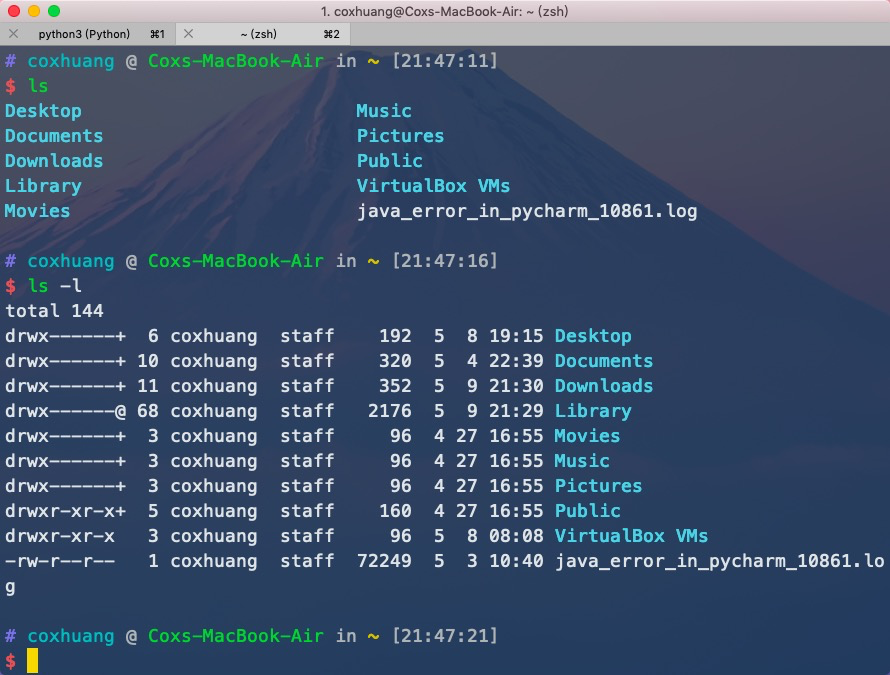 1. coxhuang@Coxs-MacBook-Air: ~ (zsh)
python3 (Python) ⌘1 ~ (zsh) ⌘2
# coxhuang @ Coxs-MacBook-Air in ~ [21:47:11]
$ ls
Desktop Music
Documents Pictures
Downloads Public
Library VirtualBox VMs
Movies java_error_in_pycharm_10861.log
# coxhuang @ Coxs-MacBook-Air in ~ [21:47:16]
$ ls -l
total 144
drwx------+  6 coxhuang  staff    192  5  8 19:15 Desktop
drwx------+ 10 coxhuang  staff    320  5  4 22:39 Documents
drwx------+ 11 coxhuang  staff    352  5  9 21:30 Downloads
drwx------@ 68 coxhuang  staff   2176  5  9 21:29 Library
drwx------+  3 coxhuang  staff     96  4 27 16:55 Movies
drwx------+  3 coxhuang  staff     96  4 27 16:55 Music
drwx------+  3 coxhuang  staff     96  4 27 16:55 Pictures
drwxr-xr-x+  5 coxhuang  staff    160  4 27 16:55 Public
drwxr-xr-x   3 coxhuang  staff     96  5  8 08:08 VirtualBox VMs
-rw-r--r--   1 coxhuang  staff  72249  5  3 10:40 java_error_in_pycharm_10861.lo
g
# coxhuang @ Coxs-MacBook-Air in ~ [21:47:21]
$